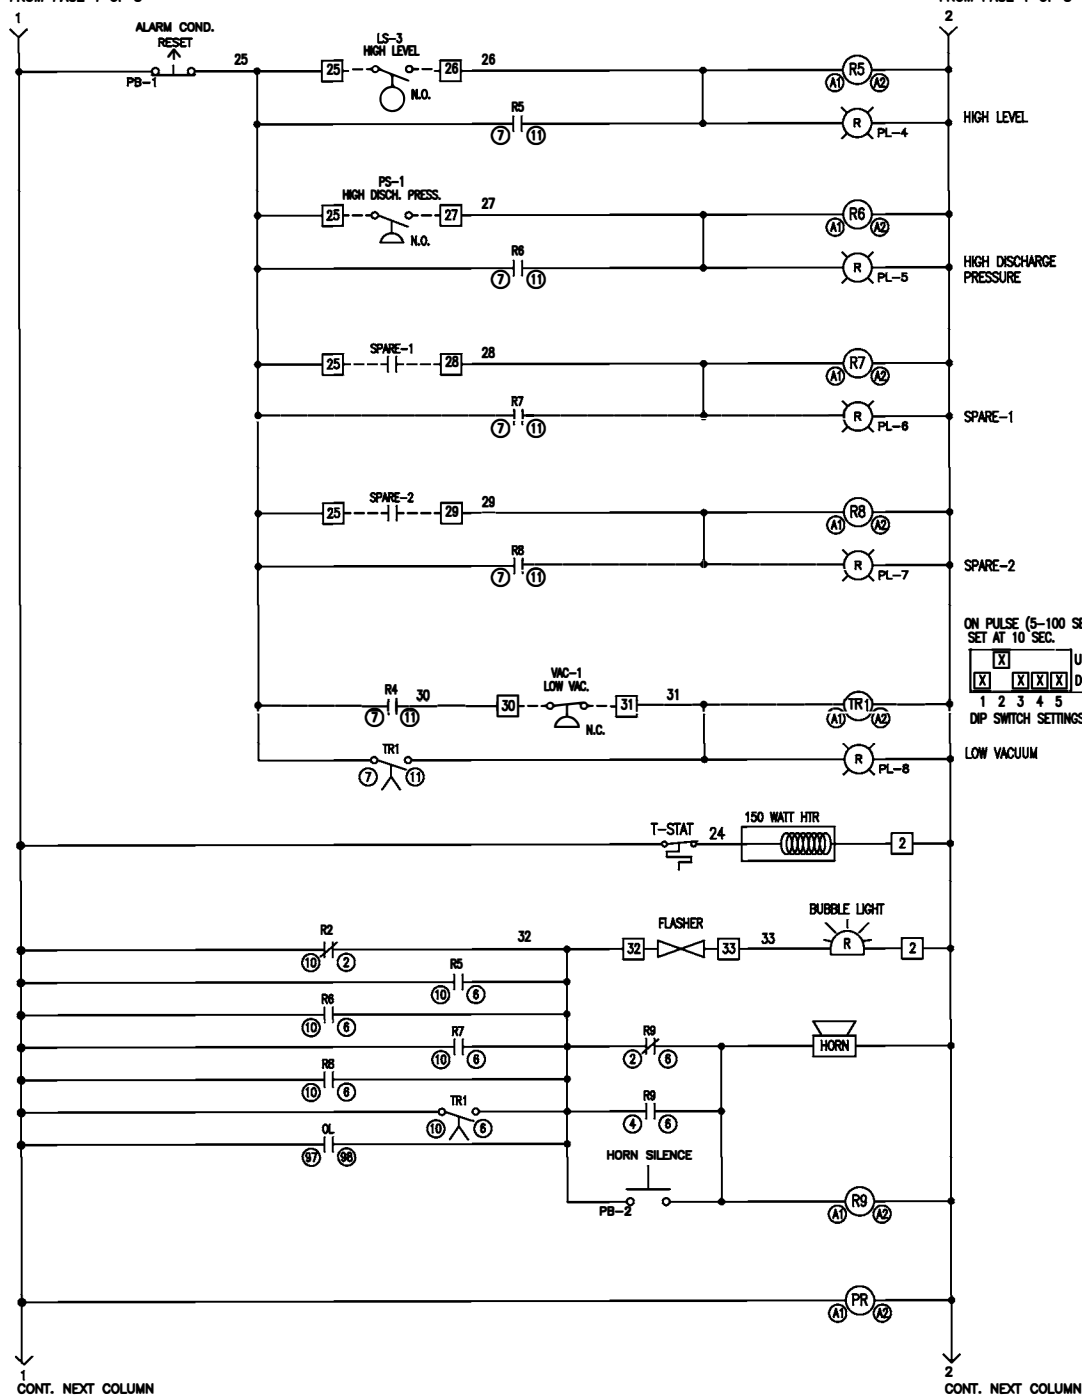 1
2
ALARM COND.
RESET
PB-1
25
LS-3
HIGH LEVEL
25
26
26
N.O.
R5
A1
A2
R5
7
11
R
PL-4
HIGH LEVEL
PS-1
HIGH DISCH. PRESS.
25
27
27
N.O.
R6
A1
A2
R6
7
11
R
PL-5
HIGH DISCHARGE
PRESSURE
SPARE-1
25
28
28
R7
A1
A2
R7
7
11
R
PL-6
SPARE-1
SPARE-2
25
29
29
R8
A1
A2
R8
7
11
R
PL-7
SPARE-2
ON PULSE (5-100 SE
SET AT 10 SEC.
X
U
X
X
X
X
D
1 2 3 4 5
DIP SWITCH SETTINGS
R4
7
11
30
VAC-1
LOW VAC.
30
31
31
N.C.
TR1
A1
A2
TR1
7
11
R
PL-8
LOW VACUUM
T-STAT
24
150 WATT HTR
2
R2
10
2
32
FLASHER
32
33
33
BUBBLE LIGHT
R
2
R5
10
6
R6
10
6
R7
10
6
R9
2
6
HORN
R8
10
6
TR1
10
6
R9
4
6
OL
97
98
HORN SILENCE
PB-2
R9
A1
A2
PR
A1
A2
1
CONT. NEXT COLUMN
2
CONT. NEXT COLUMN